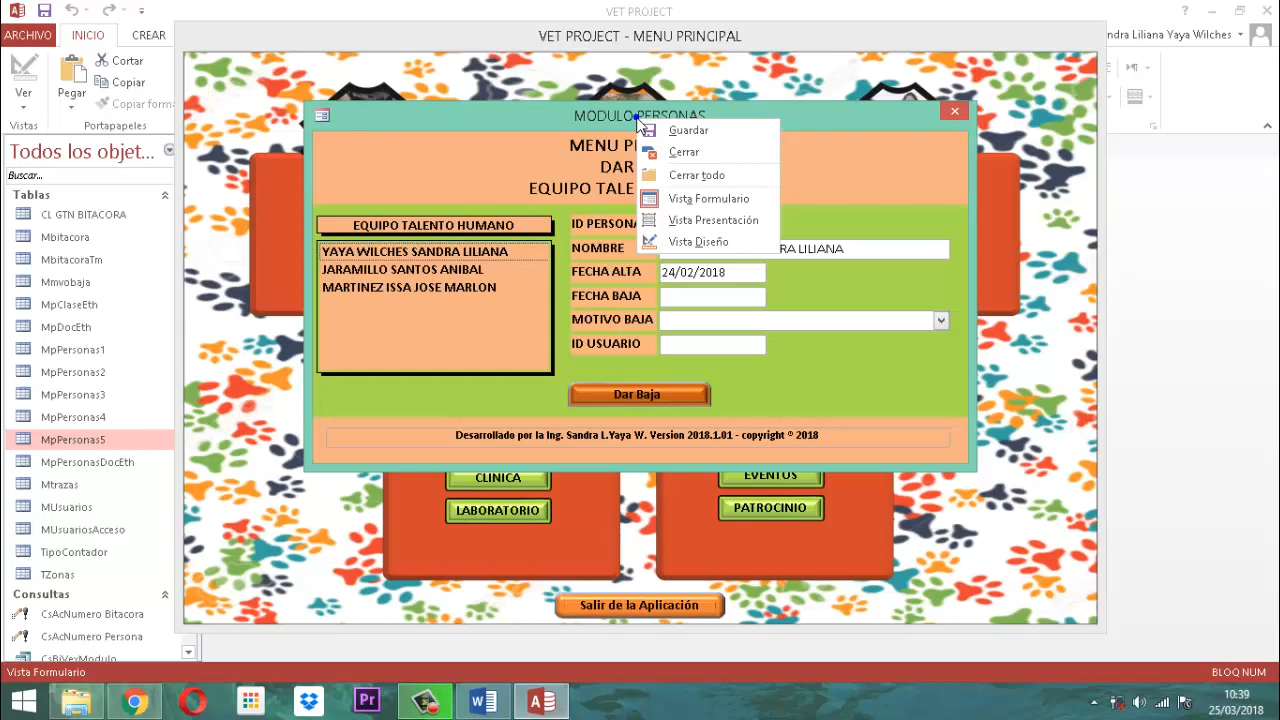 VET PROJECT
ARCHIVO
INICIO
CREAR
VET PROJECT - MENU PRINCIPAL
ndra Liliana Yaya Wilches
Ver
Pegar
Cortar
Copiar
Copiar form
Vistas
Portapapeles
Todos los objet...
Buscar...
Tablas
CL GTN BITACORA
Mbitacora
MbitacoraTm
Mmvobaja
MpClaseEth
MpDocEth
MpPersonas1
MpPersonas2
MpPersonas3
MpPersonas4
MpPersonas5
MpPersonasDocEth
Mtrazas
MUsuarios
MUsuariosAcceso
TipoContador
TZonas
Consultas
CsAcNumero Bitacora
CsAcNumero Persona
CsBiVexModulo
MODULO PERSONAS
MENU P
DAR
EQUIPO TALE
Guardar
Cerrar
Cerrar todo
Vista Formulario
Vista Presentación
Vista Diseño
EQUIPO TALENTO HUMANO
YAYA WILCHES SANDRA LILIANA
JARAMILLO SANTOS ANIBAL
MARTINEZ ISSA JOSE MARLON
ID PERSONA
NOMBRE
RA LILIANA
FECHA ALTA
24/02/2018
FECHA BAJA
MOTIVO BAJA
ID USUARIO
Dar Baja
Desarrollado por la Ing. Sandra L.Yaya W. Version 2018.1.01 - copyright ® 2018
CLINICA
LABORATORIO
EVENTOS
PATROCINIO
Salir de la Aplicación
Vista Formulario
BLOQ NUM
Pr
10:39
25/03/2018